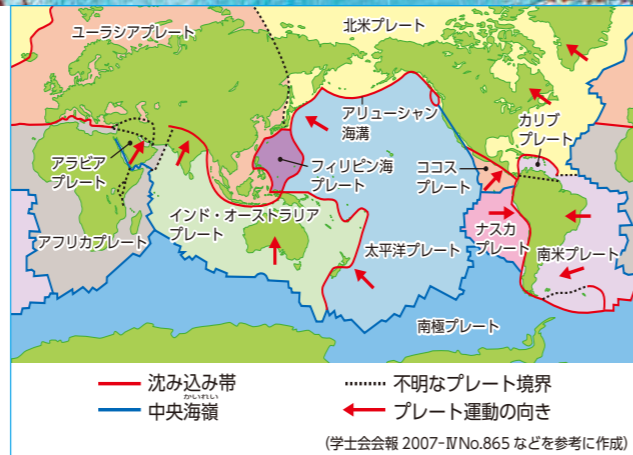 ユーラシアプレート
北米プレート
アリューシャン
海溝
カリブ
プレート
アラビア
プレート
フィリピン海
プレート
ココス
プレート
インド・オーストラリア
プレート
アフリカプレート
太平洋プレート
ナスカ
プレート
南米プレート
南極プレート
沈み込み帯
不明なプレート境界
かいれい
中央海嶺
プレート運動の向き
(学士会会報 2007-ⅣNo.865 などを参考に作成)